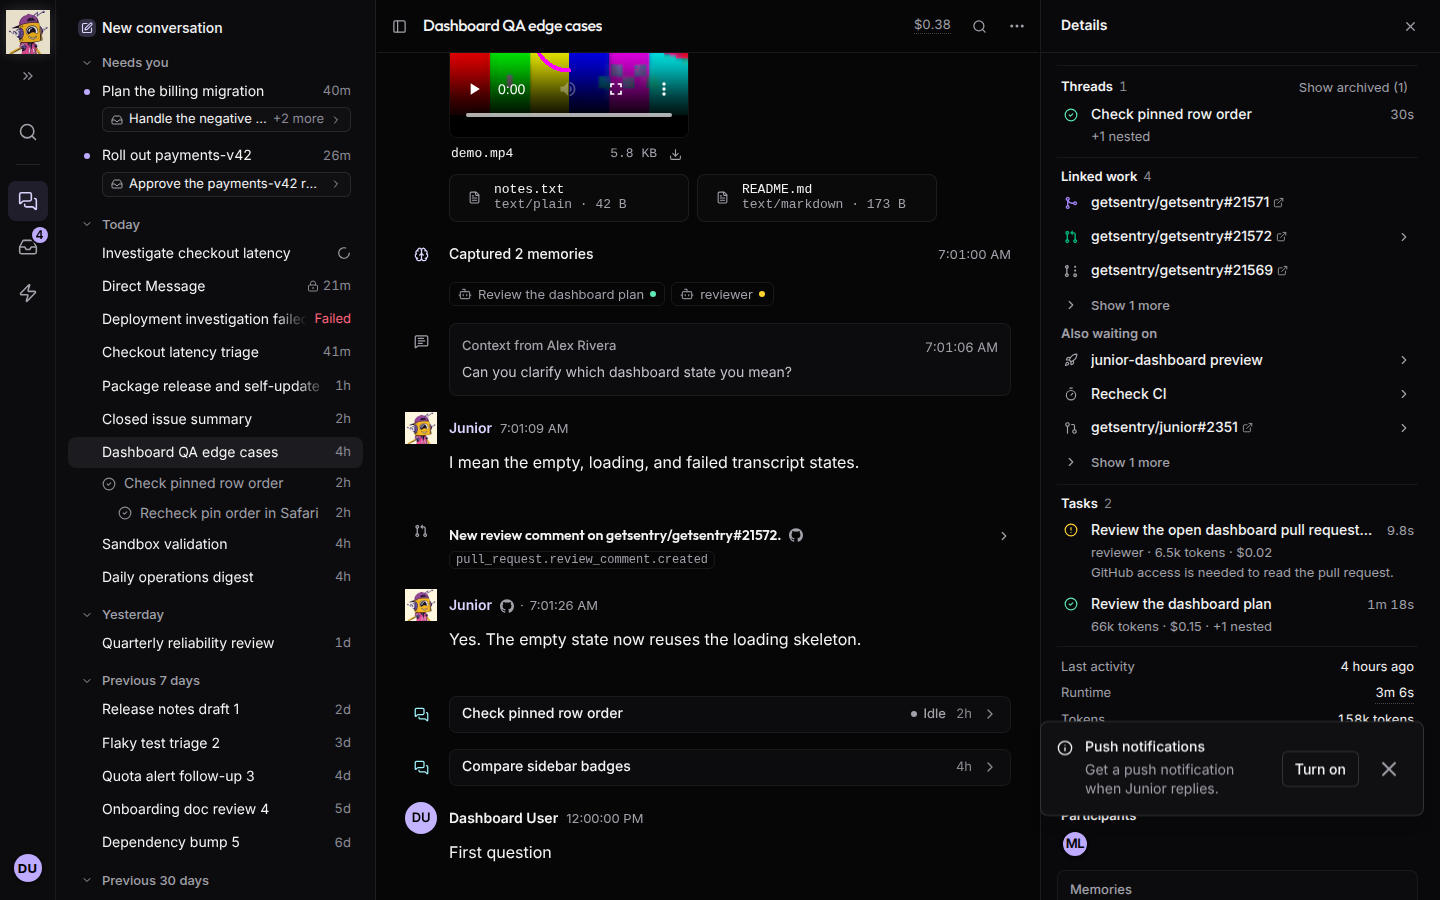 New conversation
Needs you
Plan the billing migration 40m
Handle the negative ... +2 more
Roll out payments-v42 26m
Approve the payments-v42 r...
Today
Investigate checkout latency
Direct Message 21m
Deployment investigation failed Failed
Checkout latency triage 41m
Package release and self-update 1h
Closed issue summary 2h
Dashboard QA edge cases 4h
Check pinned row order 2h
Recheck pin order in Safari 2h
Sandbox validation 4h
Daily operations digest 4h
Yesterday
Quarterly reliability review 1d
Previous 7 days
Release notes draft 1 2d
Flaky test triage 2 3d
Quota alert follow-up 3 4d
Onboarding doc review 4 5d
Dependency bump 5 6d
Previous 30 days
4
DU
Dashboard QA edge cases $0.38
0:00
demo.mp4 5.8 KB
notes.txt
text/plain · 42 B
README.md
text/markdown · 173 B
Captured 2 memories 7:01:00 AM
Review the dashboard plan
reviewer
Context from Alex Rivera 7:01:06 AM
Can you clarify which dashboard state you mean?
Junior 7:01:09 AM
I mean the empty, loading, and failed transcript states.
New review comment on getsentry/getsentry#21572.
pull_request.review_comment.created
Junior · 7:01:26 AM
Yes. The empty state now reuses the loading skeleton.
Check pinned row order Idle 2h
Compare sidebar badges 4h
DU Dashboard User 12:00:00 PM
First question
Details
Threads 1 Show archived (1)
Check pinned row order 30s
+1 nested
Linked work 4
getsentry/getsentry#21571
getsentry/getsentry#21572
getsentry/getsentry#21569
Show 1 more
Also waiting on
junior-dashboard preview
Recheck CI
getsentry/junior#2351
Show 1 more
Tasks 2
Review the open dashboard pull request... 9.8s
reviewer · 6.5k tokens · $0.02
GitHub access is needed to read the pull request.
Review the dashboard plan 1m 18s
66k tokens · $0.15 · +1 nested
Last activity 4 hours ago
Runtime 3m 6s
Tokens 158k tokens
Push notifications
Get a push notification
when Junior replies.
Turn on
Participants
ML
Memories